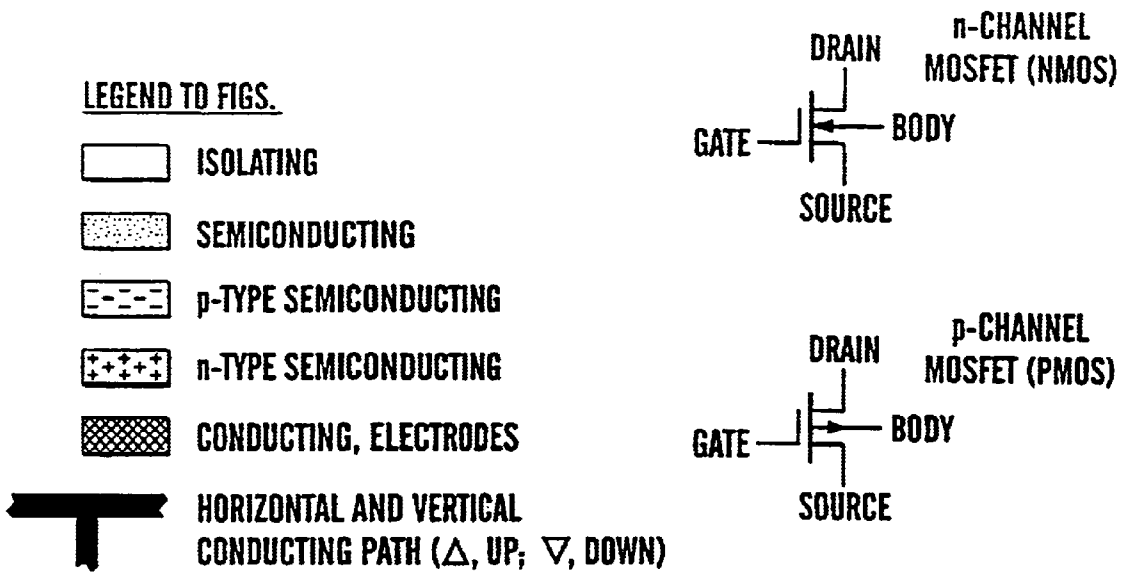 LEGEND TO FIGS.
ISOLATING
SEMICONDUCTING
p-TYPE SEMICONDUCTING
n-TYPE SEMICONDUCTING
CONDUCTING, ELECTRODES
HORIZONTAL AND VERTICAL
CONDUCTING PATH (△, UP; ▽, DOWN)
n-CHANNEL
MOSFET (NMOS)
DRAIN
GATE
BODY
SOURCE
p-CHANNEL
MOSFET (PMOS)
DRAIN
GATE
BODY
SOURCE